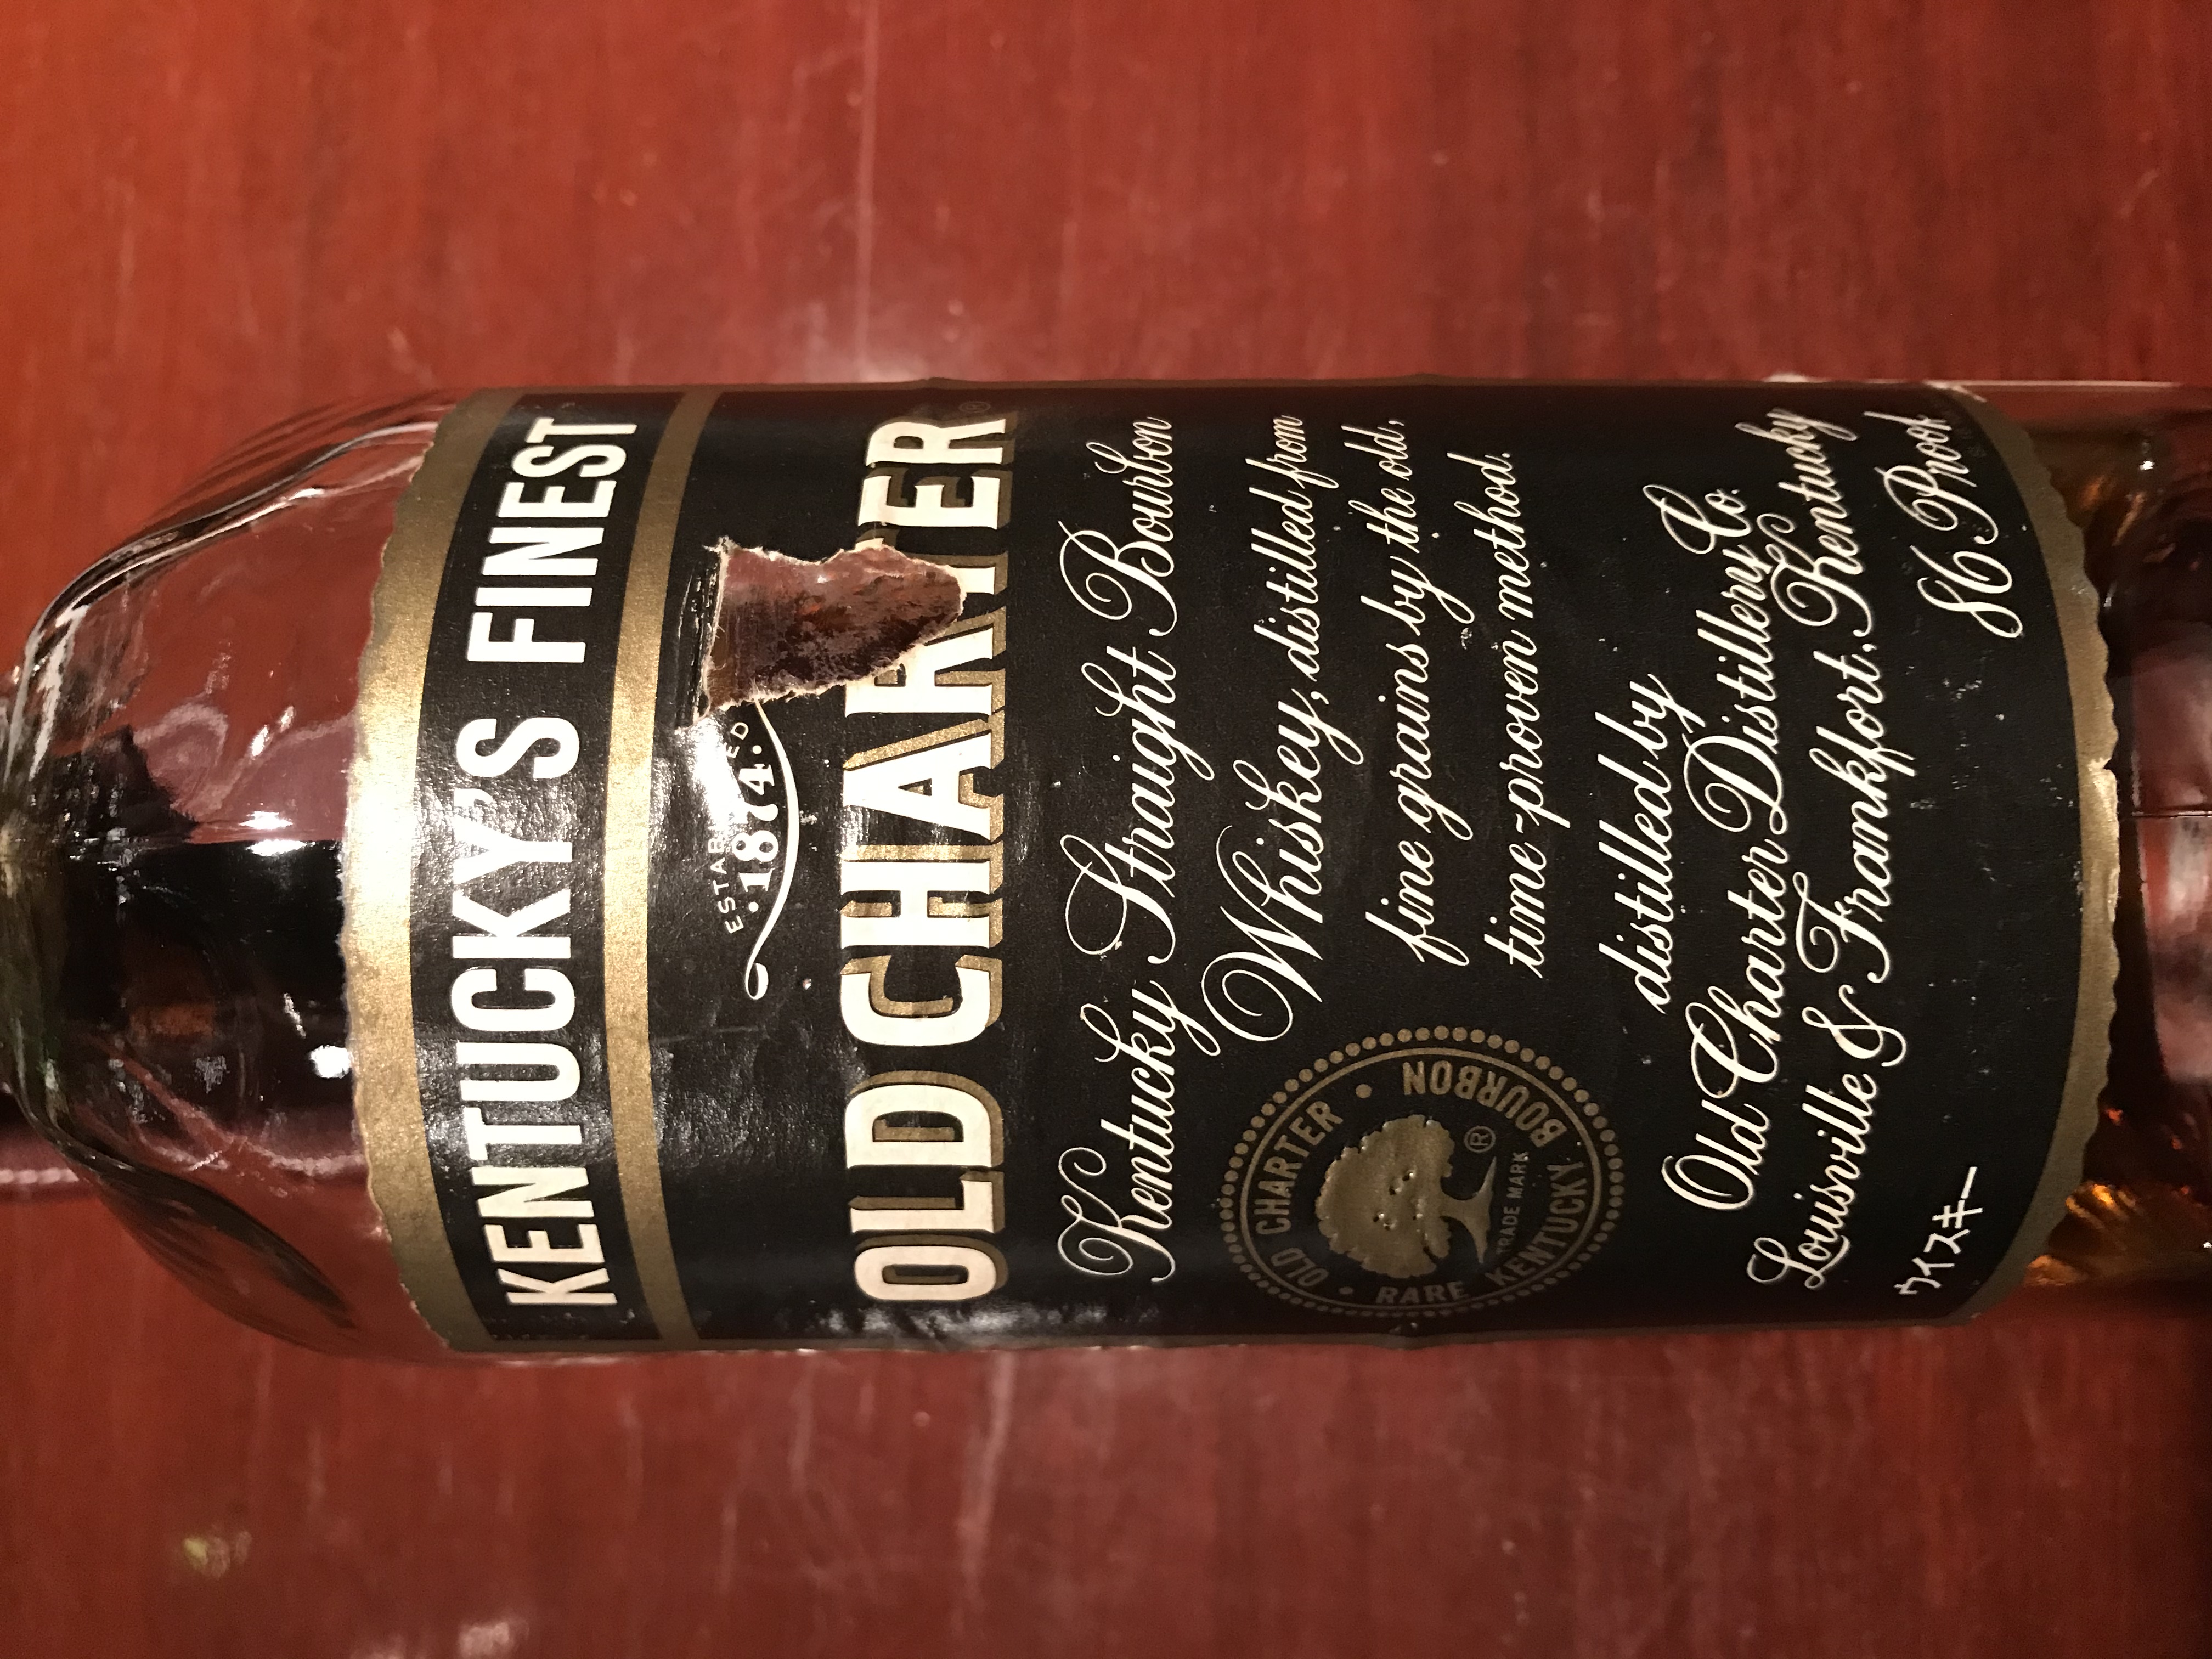 KENTUCKY'S FINEST
·1874·
OLD CHARTER
Kentucky Straight Bourbon
Whiskey, distilled from
fine grains by the old,
time-proven method.
OLD CHARTER • BOURBON
RARE KENTUCKY
TRADE MARK ®
distilled by
Old Charter Distillery Co.
Louisville & Frankfort, Kentucky
ウイスキー 86 Proof